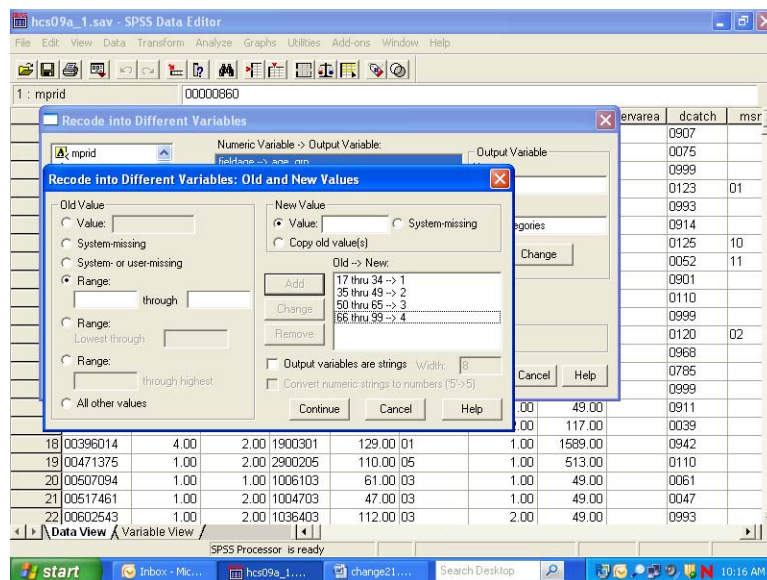 hcs09a_1.sav - SPSS Data Editor
File Edit View Data Transform Analyze Graphs Utilities Add-ons Window Help
1 : mprid 00000860
ervarea dcatch msr
Recode into Different Variables
mprid
Numeric Variable -> Output Variable:
fieldage --> age_grp
Output Variable
egories
Change
Cancel Help
Recode into Different Variables: Old and New Values
Old Value
Value:
System-missing
System- or user-missing
Range:
through
Range:
Lowest through
Range:
through highest
All other values
New Value
Value: System-missing
Copy old value(s)
Old --> New:
Add
Change
Remove
17 thru 34 --> 1
35 thru 49 --> 2
50 thru 65 --> 3
66 thru 99 --> 4
Output variables are strings Width: 8
Convert numeric strings to numbers ('5'->5)
Continue Cancel Help
0907
0075
0999
0123 01
0993
0914
0125 10
0052 11
0901
0110
0999
0120 02
0968
0785
0999
.00 49.00 0911
.00 117.00 0039
18 00396014 4.00 2.00 1900301 129.00 01 1.00 1589.00 0942
19 00471375 1.00 2.00 2900205 110.00 05 1.00 513.00 0110
20 00507094 1.00 1.00 1006103 61.00 03 1.00 49.00 0061
21 00517461 1.00 2.00 1004703 47.00 03 1.00 49.00 0047
22 00602543 1.00 2.00 1036403 112.00 03 2.00 49.00 0993
Data View Variable View
SPSS Processor is ready
start Inbox - Mic... hcs09a_1.... change21.... Search Desktop 10:16 AM